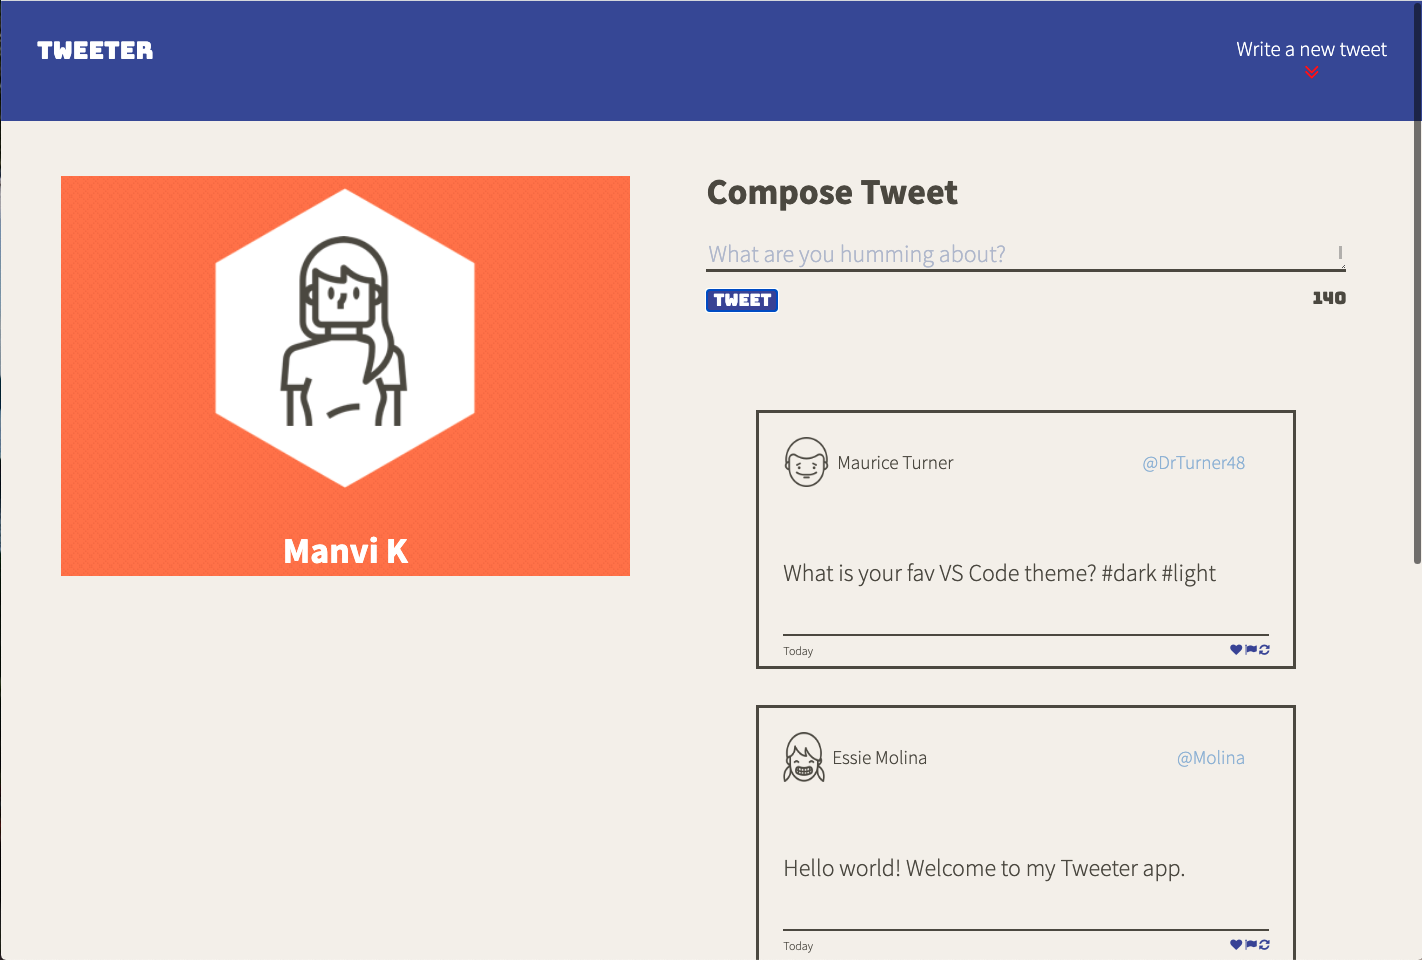 TWEETER
Write a new tweet
Manvi K
Compose Tweet
What are you humming about?
TWEET
140
Maurice Turner
@DrTurner48
What is your fav VS Code theme? #dark #light
Today
Essie Molina
@Molina
Hello world! Welcome to my Tweeter app.
Today